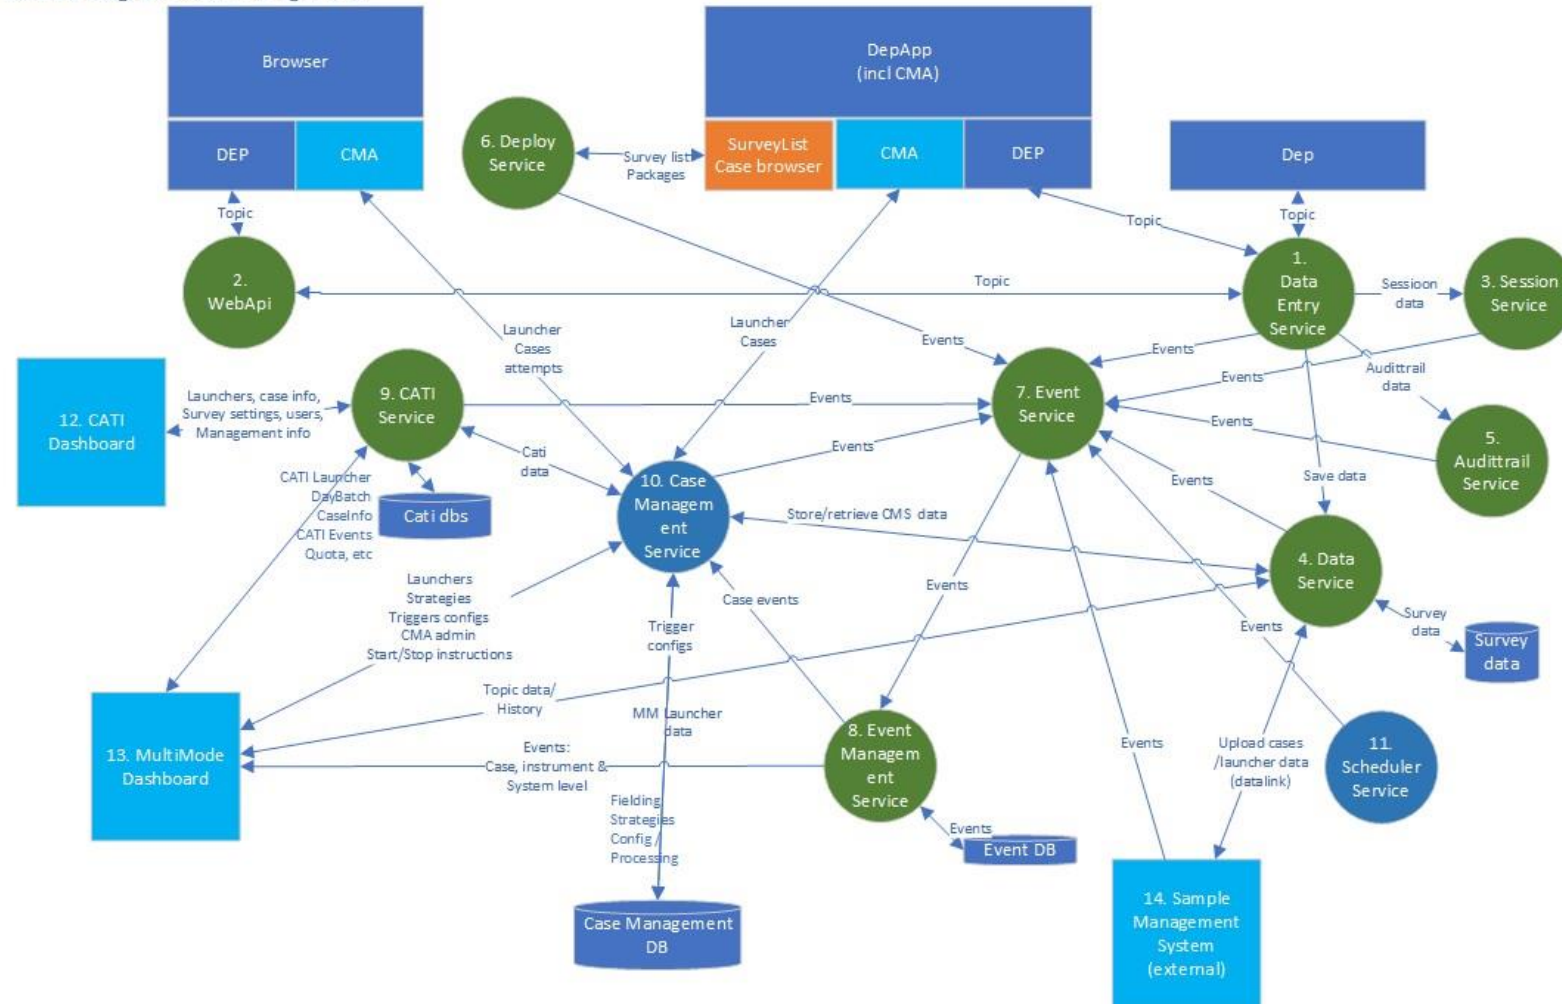 Browser
DEP
CMA
6. Deploy
Service
Survey list
Packages
DepApp
(incl CMA)
SurveyList
Case browser
CMA
DEP
Dep
Topic
Topic
Topic
2.
WebApi
Topic
1.
Data
Entry
Service
Sessioon
data
3. Session
Service
Launcher
Cases
attempts
Launcher
Cases
Events
Events
Events
Audittrail
data
12. CATI
Dashboard
Launchers, case info,
Survey settings, users,
Management info
9. CATI
Service
Events
7. Event
Service
Events
5.
Audittrail
Service
Cati
data
Events
Events
Save data
CATI Launcher
DayBatch
CaseInfo
CATI Events
Quota, etc
Cati dbs
10. Case
Managem
ent
Service
Store/retrieve CMS data
4. Data
Service
Launchers
Strategies
Triggers configs
CMA admin
Start/Stop instructions
Case events
Events
Trigger
configs
Events
Survey
data
Survey
data
Topic data/
History
MM Launcher
data
13. MultiMode
Dashboard
Events:
Case, instrument &
System level
8. Event
Managem
ent
Service
Events
Upload cases
/launcher data
(datalink)
11.
Scheduler
Service
Fielding
Strategies
Config /
Processing
Events
Event DB
Case Management
DB
14. Sample
Management
System
(external)